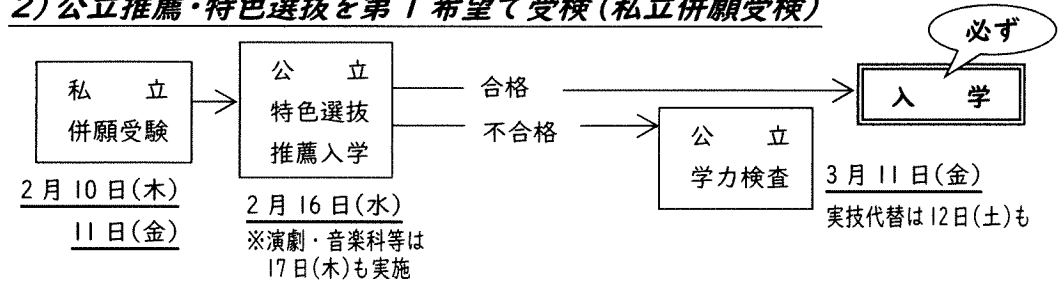 2)公立推薦・特色選抜を第1希望で受検(私立併願受検)
必ず
私 立
併願受験
公 立
特色選抜
推薦入学
合格
不合格
入 学
公 立
学力検査
2月10日(木)
11日(金)
2月16日(水)
※演劇・音楽科等は
17日(木)も実施
3月11日(金)
実技代替は12日(土)も